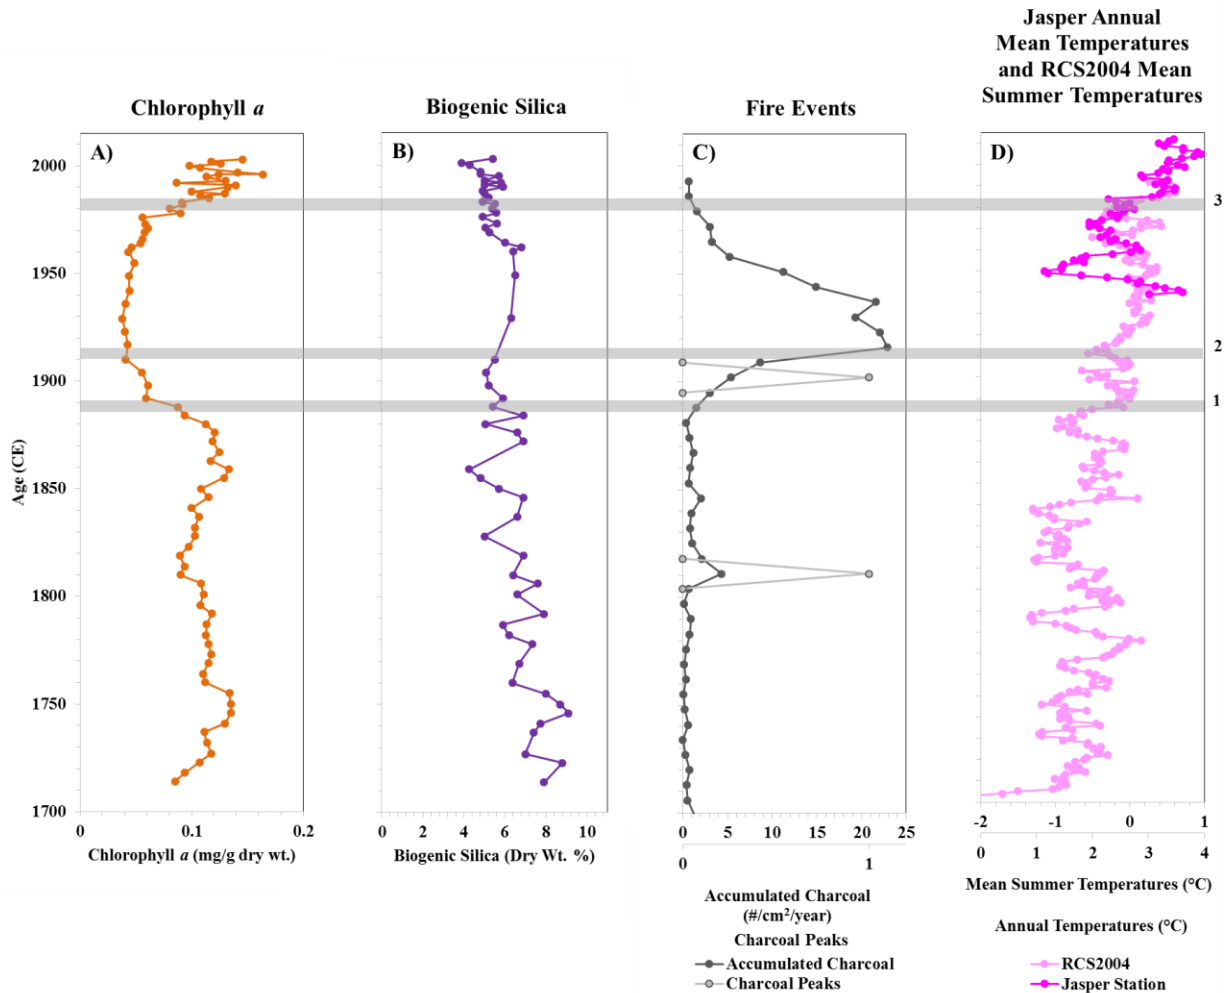 Jasper Annual
Mean Temperatures
and RCS2004 Mean
Summer Temperatures
Chlorophyll a
Biogenic Silica
Fire Events
A)
B)
C)
D)
2000
1950
1900
1850
1800
1750
1700
Age (CE)
3
2
1
0 0.1 0.2
Chlorophyll a (mg/g dry wt.)
0 2 4 6 8 10
Biogenic Silica (Dry Wt. %)
0 5 10 15 20 25
0 1
Accumulated Charcoal
(#/cm²/year)
Charcoal Peaks
Accumulated Charcoal
Charcoal Peaks
-2 -1 0 1
0 1 2 3 4
Mean Summer Temperatures (°C)
Annual Temperatures (°C)
RCS2004
Jasper Station